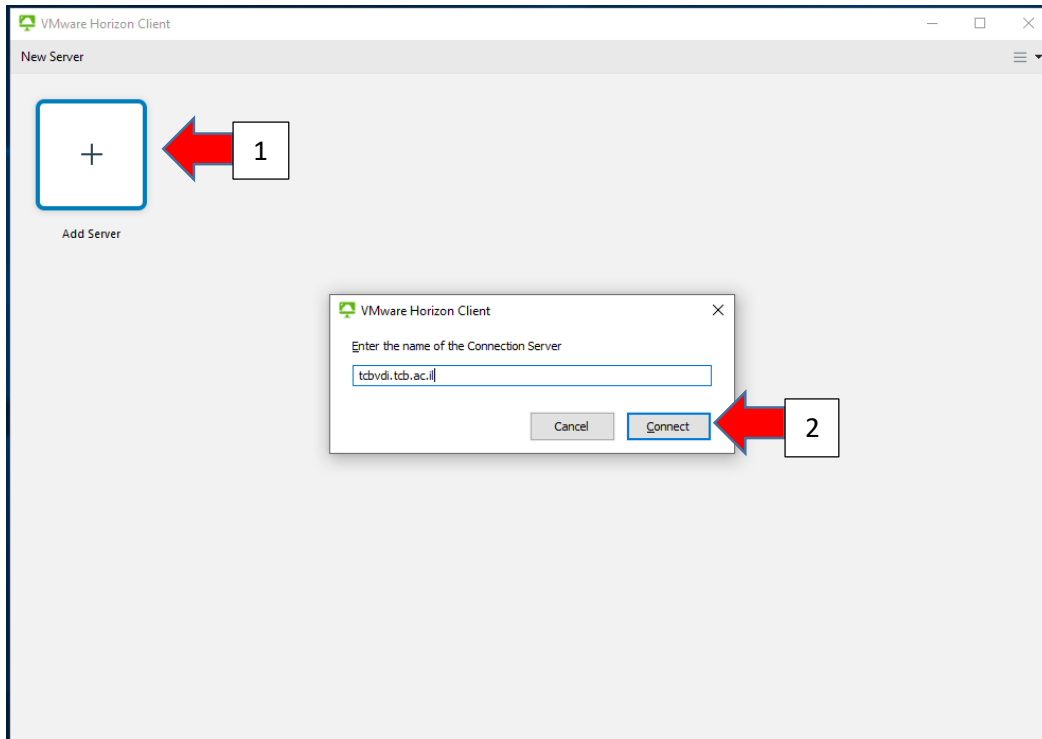 VMware Horizon Client
New Server
+
1
Add Server
VMware Horizon Client
Enter the name of the Connection Server
tcbvdi.tcb.ac.il
Cancel
Connect
2